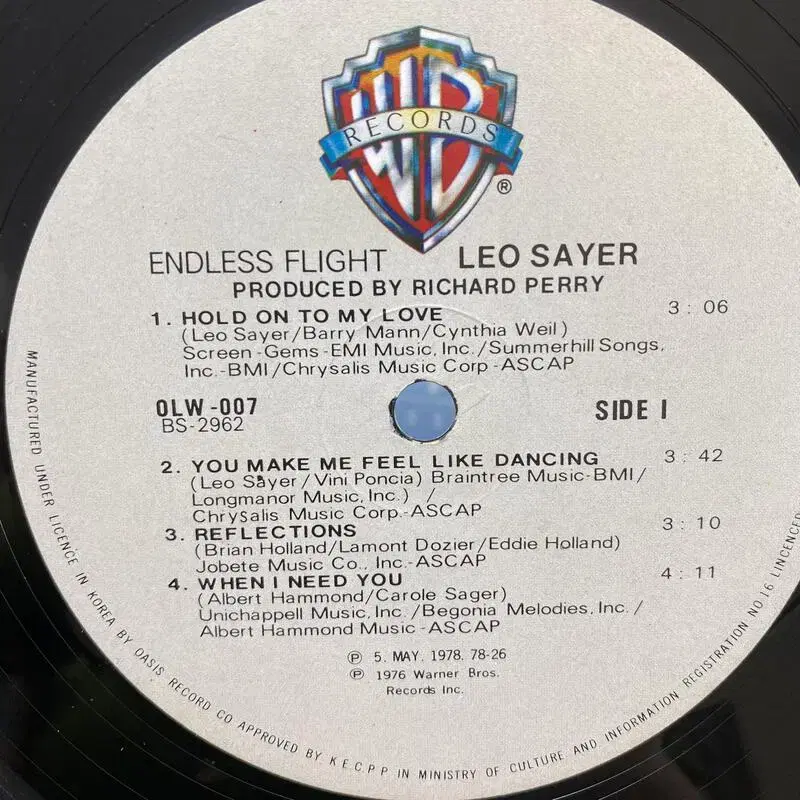 WB
RECORDS
®
ENDLESS FLIGHT LEO SAYER
PRODUCED BY RICHARD PERRY
1. HOLD ON TO MY LOVE 3:06
(Leo Sayer/Barry Mann/Cynthia Weil)
Screen-Gems-EMI Music, Inc./Summerhill Songs,
Inc.-BMI/Chrysalis Music Corp-ASCAP
OLW-007 SIDE I
BS-2962
2. YOU MAKE ME FEEL LIKE DANCING 3:42
(Leo Sayer/Vini Poncia) Braintree Music-BMI/
Longmanor Music, Inc.) /
Chrysalis Music Corp.-ASCAP
3. REFLECTIONS 3:10
(Brian Holland/Lamont Dozier/Eddie Holland)
Jobete Music Co., Inc.-ASCAP
4. WHEN I NEED YOU 4:11
(Albert Hammond/Carole Sager)
Unichappell Music, Inc./Begonia Melodies, Inc./
Albert Hammond Music-ASCAP
℗ 5. MAY. 1978. 78-26
℗ 1976 Warner Bros.
Records Inc.
MANUFACTURED UNDER LICENCE IN KOREA BY OASIS RECORD CO APPROVED BY K.E.C.P.P IN MINISTRY OF CULTURE AND INFORMATION REGISTRATION NO.16 LINCENCED